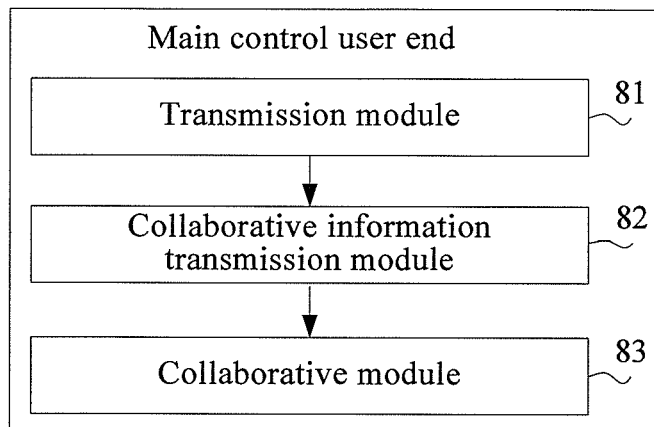 Main control user end
81
Transmission module
82
Collaborative information
transmission module
83
Collaborative module